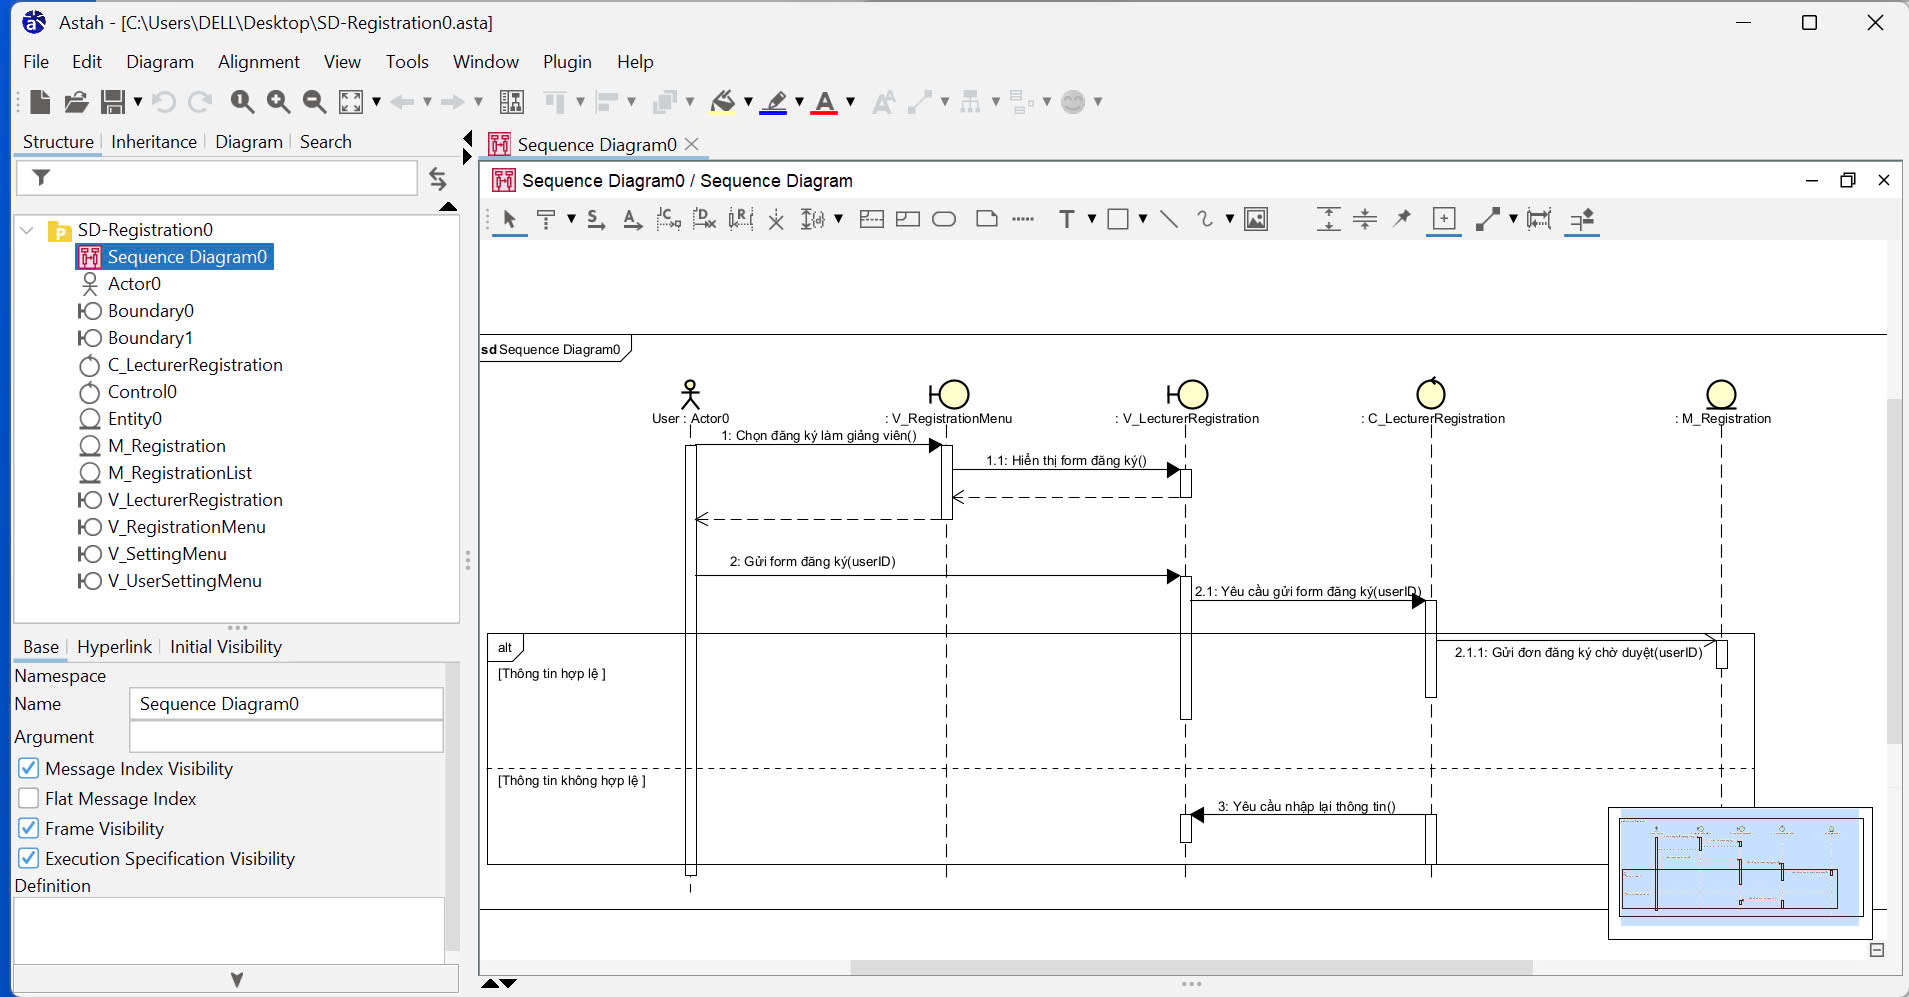 Astah - [C:\Users\DELL\Desktop\SD-Registration0.asta]
File Edit Diagram Alignment View Tools Window Plugin Help
Structure Inheritance Diagram Search
SD-Registration0
Sequence Diagram0
Actor0
Boundary0
Boundary1
C_LecturerRegistration
Control0
Entity0
M_Registration
M_RegistrationList
V_LecturerRegistration
V_RegistrationMenu
V_SettingMenu
V_UserSettingMenu
Base Hyperlink Initial Visibility
Namespace
Name Sequence Diagram0
Argument
Message Index Visibility
Flat Message Index
Frame Visibility
Execution Specification Visibility
Definition
Sequence Diagram0
Sequence Diagram0 / Sequence Diagram
sd Sequence Diagram0
User : Actor0 : V_RegistrationMenu : V_LecturerRegistration : C_LecturerRegistration : M_Registration
1: Chọn đăng ký làm giảng viên()
1.1: Hiển thị form đăng ký()
2: Gửi form đăng ký(userID)
2.1: Yêu cầu gửi form đăng ký(userID)
alt
2.1.1: Gửi đơn đăng ký chờ duyệt(userID)
[Thông tin hợp lệ ]
[Thông tin không hợp lệ ]
3: Yêu cầu nhập lại thông tin()